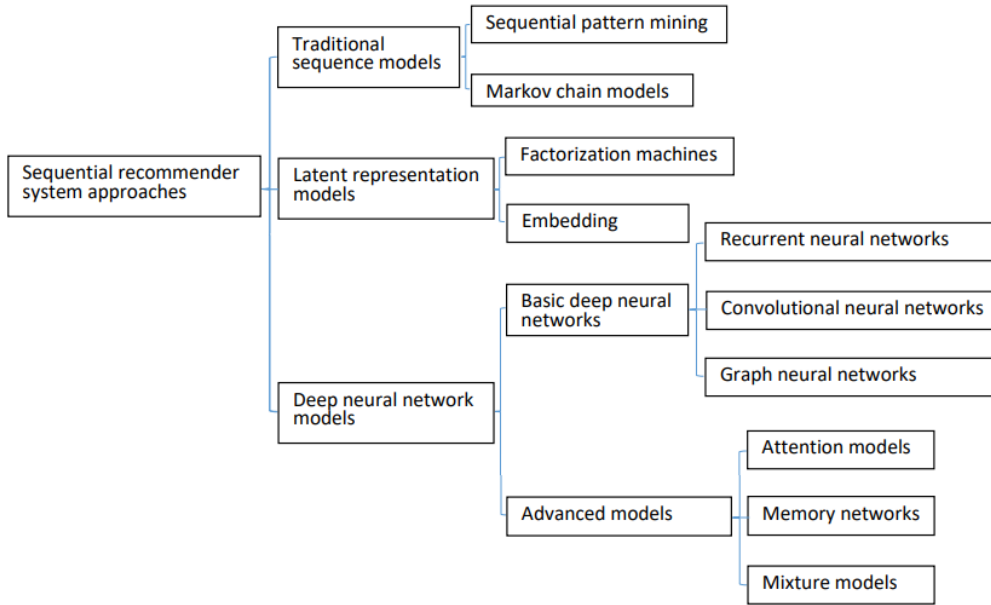 Sequential recommender
system approaches
Traditional
sequence models
Sequential pattern mining
Markov chain models
Latent representation
models
Factorization machines
Embedding
Deep neural network
models
Basic deep neural
networks
Recurrent neural networks
Convolutional neural networks
Graph neural networks
Advanced models
Attention models
Memory networks
Mixture models